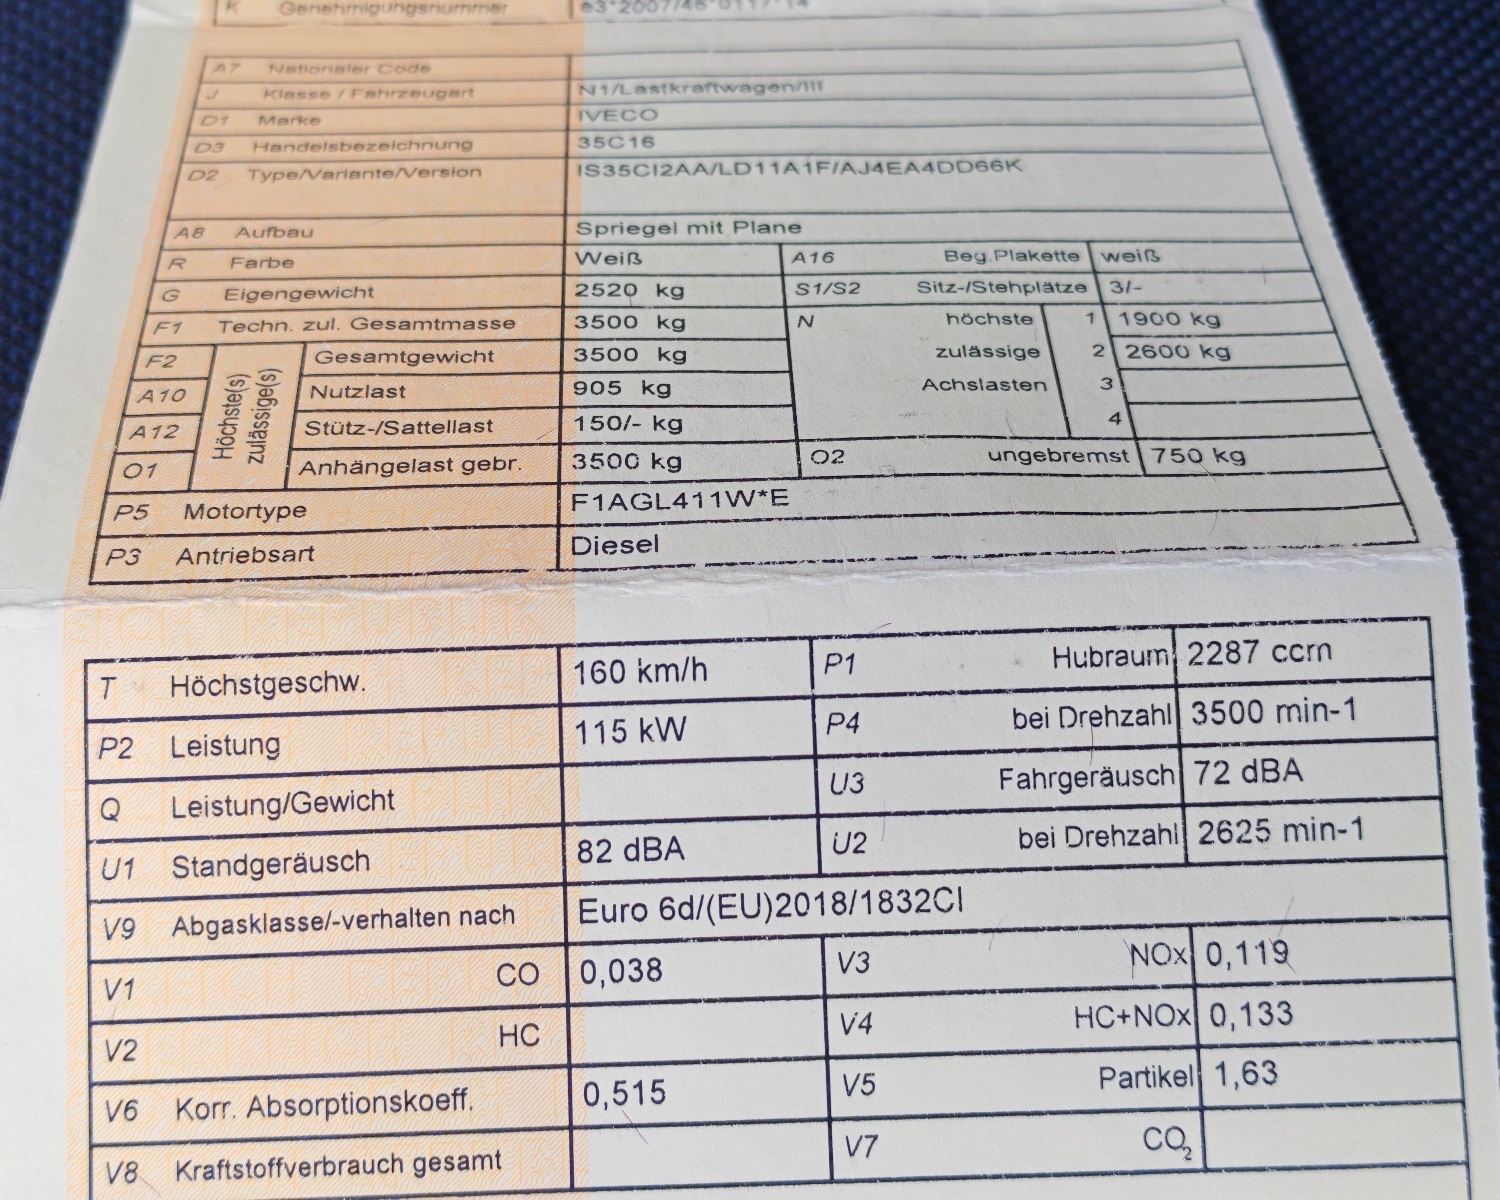 K Genehmigungsnummer e3*2007/46*0117*14
A7 Nationaler Code
J Klasse / Fahrzeugart N1/Lastkraftwagen/III
D1 Marke IVECO
D3 Handelsbezeichnung 35C16
D2 Type/Variante/Version IS35CI2AA/LD11A1F/AJ4EA4DD66K
A8 Aufbau Spriegel mit Plane
R Farbe Weiß A16 Beg.Plakette weiß
G Eigengewicht 2520 kg S1/S2 Sitz-/Stehplätze 3/-
F1 Techn. zul. Gesamtmasse 3500 kg N höchste 1 1900 kg
F2 Höchste(s) zulässige(s) Gesamtgewicht 3500 kg zulässige 2 2600 kg
A10 Nutzlast 905 kg Achslasten 3
A12 Stütz-/Sattellast 150/- kg 4
O1 Anhängelast gebr. 3500 kg O2 ungebremst 750 kg
P5 Motortype F1AGL411W*E
P3 Antriebsart Diesel
T Höchstgeschw. 160 km/h P1 Hubraum 2287 ccm
P2 Leistung 115 kW P4 bei Drehzahl 3500 min-1
Q Leistung/Gewicht U3 Fahrgeräusch 72 dBA
U1 Standgeräusch 82 dBA U2 bei Drehzahl 2625 min-1
V9 Abgasklasse/-verhalten nach Euro 6d/(EU)2018/1832CI
V1 CO 0,038 V3 NOx 0,119
V2 HC V4 HC+NOx 0,133
V6 Korr. Absorptionskoeff. 0,515 V5 Partikel 1,63
V8 Kraftstoffverbrauch gesamt V7 CO2